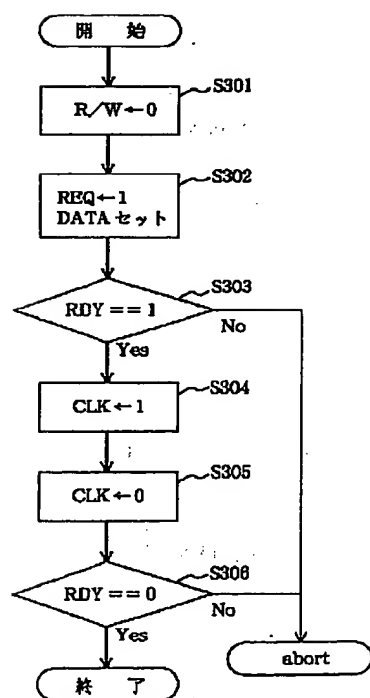 開 始
S301
R/W←0
S302
REQ←1
DATAセット
S303
RDY==1
No
Yes
S304
CLK←1
S305
CLK←0
S306
RDY==0
No
Yes
abort
終 了